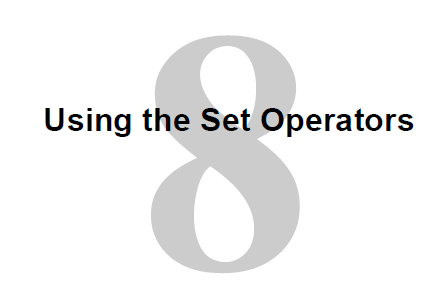 8
Using the Set Operators